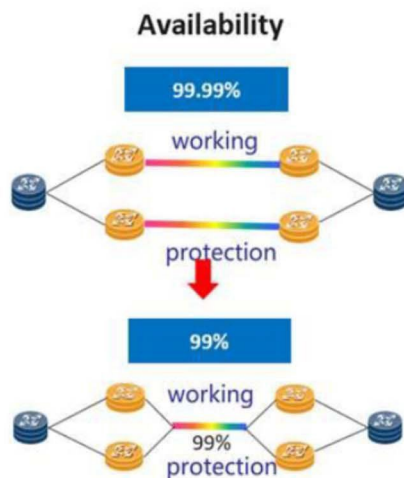 Availability
99.99%
working
protection
99%
working
99%
protection